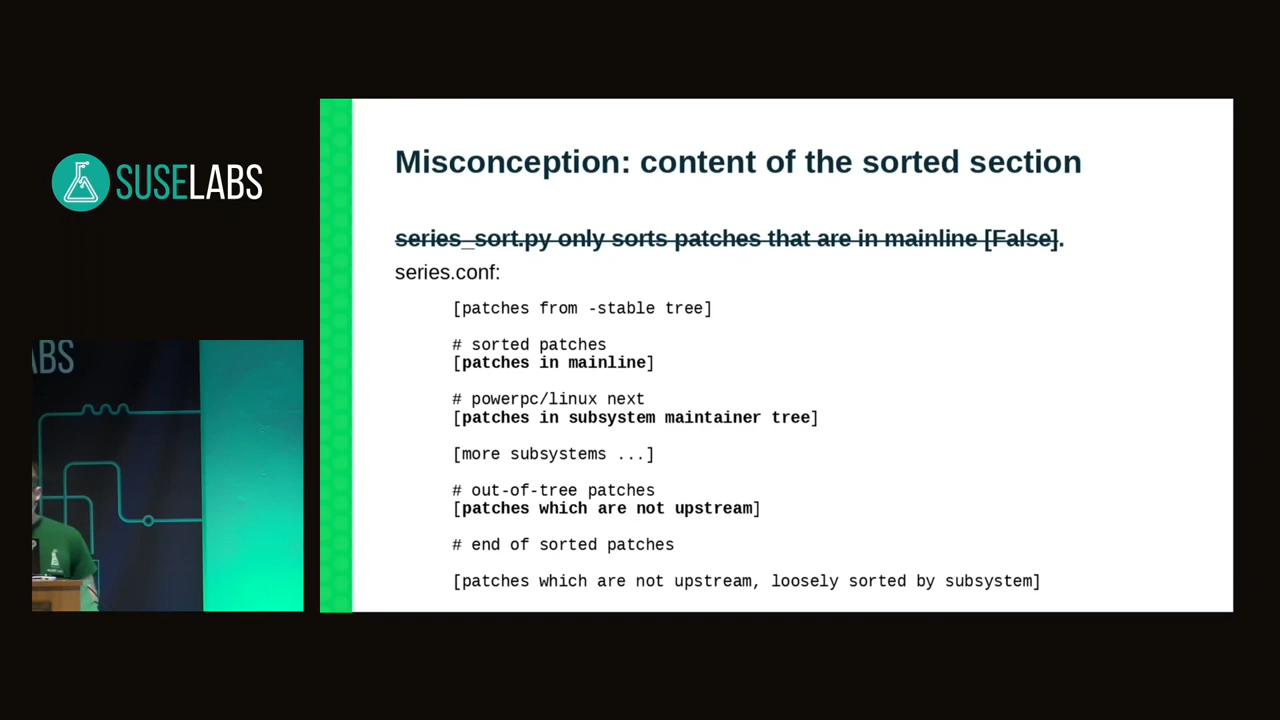 SUSELABS
ABS
Misconception: content of the sorted section
series_sort.py only sorts patches that are in mainline [False].
series.conf:
[patches from -stable tree]
# sorted patches
[patches in mainline]
# powerpc/linux next
[patches in subsystem maintainer tree]
[more subsystems ...]
# out-of-tree patches
[patches which are not upstream]
# end of sorted patches
[patches which are not upstream, loosely sorted by subsystem]